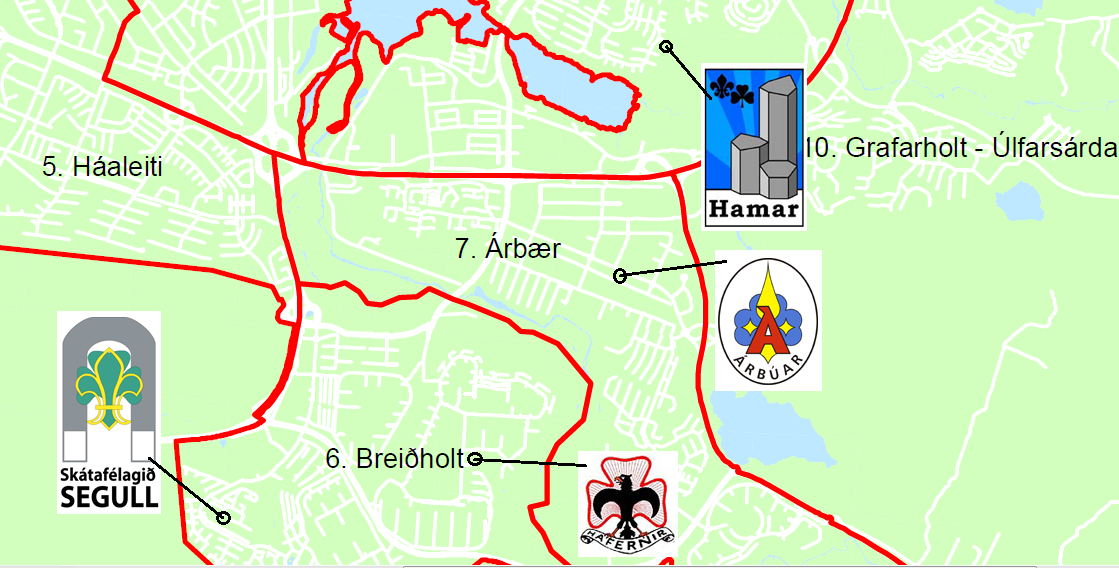 5. Háaleiti
10. Grafarholt - Úlfarsárda
Hamar
7. Árbær
A
ÁRBÚAR
6. Breiðholt
Skátafélagið
SEGULL
HAFERNIR